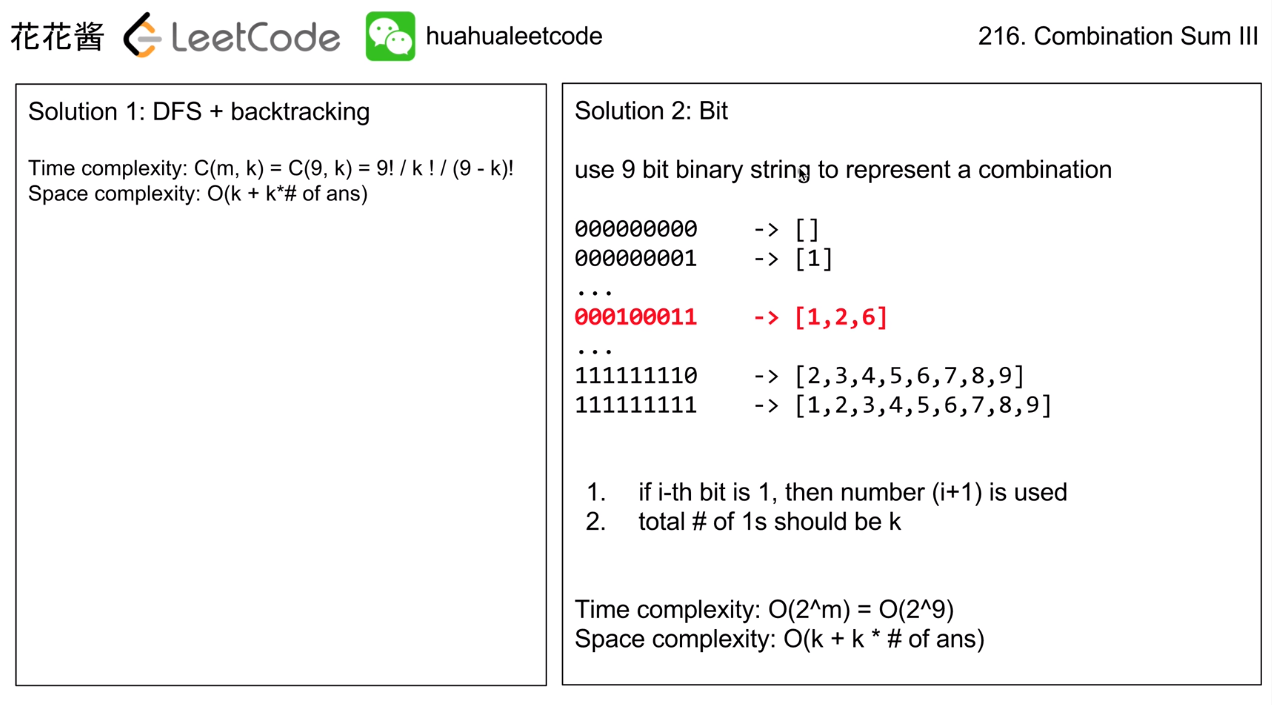 花花酱 LeetCode huahualeetcode 216. Combination Sum III
Solution 1: DFS + backtracking
Time complexity: C(m, k) = C(9, k) = 9! / k ! / (9 - k)!
Space complexity: O(k + k*# of ans)
Solution 2: Bit
use 9 bit binary string to represent a combination
000000000 -> []
000000001 -> [1]
...
000100011 -> [1,2,6]
...
111111110 -> [2,3,4,5,6,7,8,9]
111111111 -> [1,2,3,4,5,6,7,8,9]
1. if i-th bit is 1, then number (i+1) is used
2. total # of 1s should be k
Time complexity: O(2^m) = O(2^9)
Space complexity: O(k + k * # of ans)